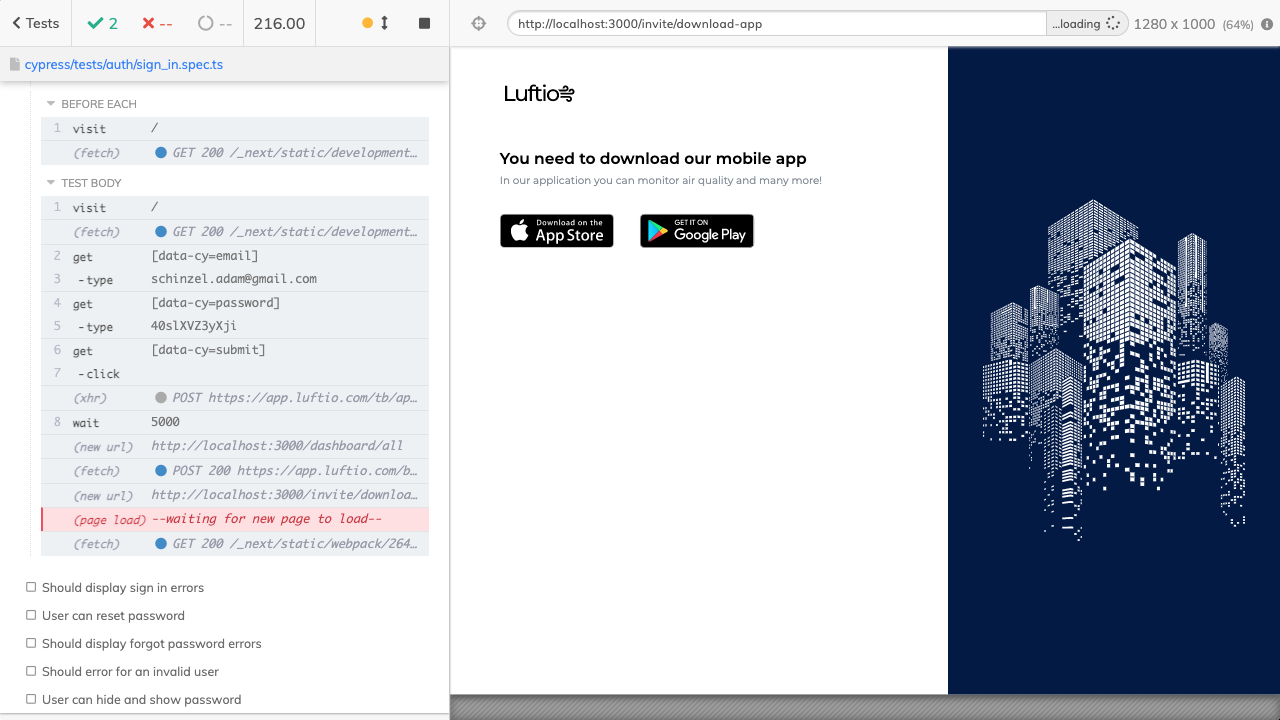 Tests
2
--
--
216.00
http://localhost:3000/invite/download-app
...loading
1280 x 1000 (64%)
cypress/tests/auth/sign_in.spec.ts
BEFORE EACH
1 visit /
(fetch) GET 200 /_next/static/development…
TEST BODY
1 visit /
(fetch) GET 200 /_next/static/development…
2 get [data-cy=email]
3 -type schinzel.adam@gmail.com
4 get [data-cy=password]
5 -type 40slXVZ3yXji
6 get [data-cy=submit]
7 -click
(xhr) POST https://app.luftio.com/tb/ap…
8 wait 5000
(new url) http://localhost:3000/dashboard/all
(fetch) POST 200 https://app.luftio.com/b…
(new url) http://localhost:3000/invite/downloa…
(page load) --waiting for new page to load--
(fetch) GET 200 /_next/static/webpack/264…
Should display sign in errors
User can reset password
Should display forgot password errors
Should error for an invalid user
User can hide and show password
Luftio
You need to download our mobile app
In our application you can monitor air quality and many more!
Download on the
App Store
GET IT ON
Google Play